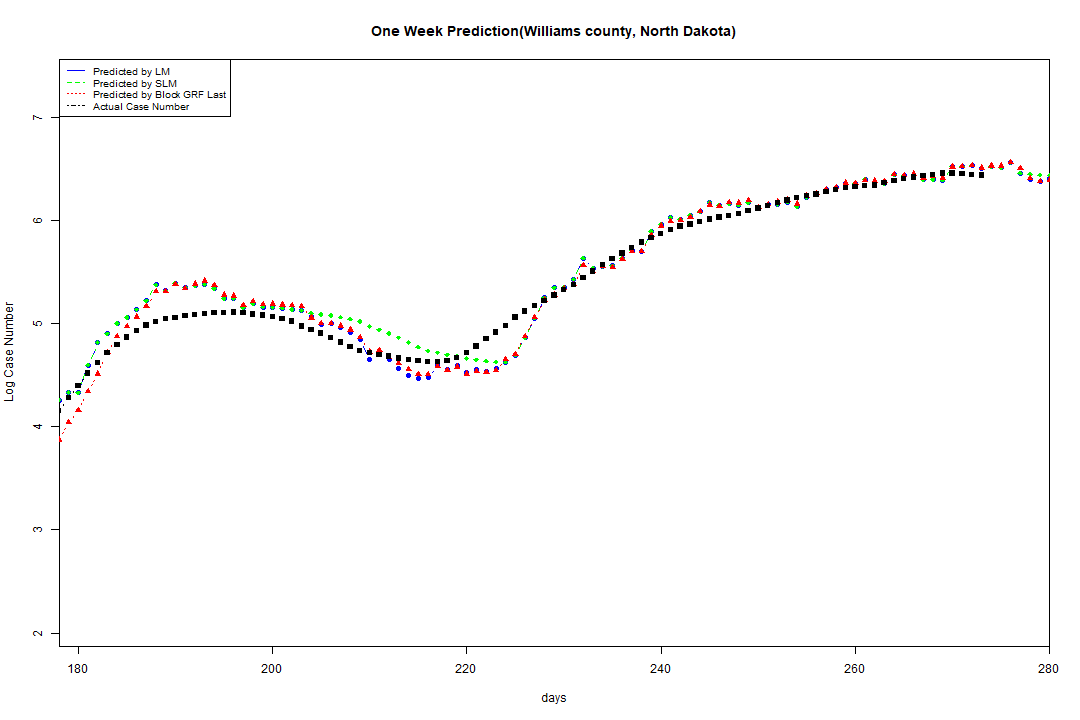 One Week Prediction(Williams county, North Dakota)
Predicted by LM
Predicted by SLM
Predicted by Block GRF Last
Actual Case Number
7
6
5
4
3
2
Log Case Number
180 200 220 240 260 280
days